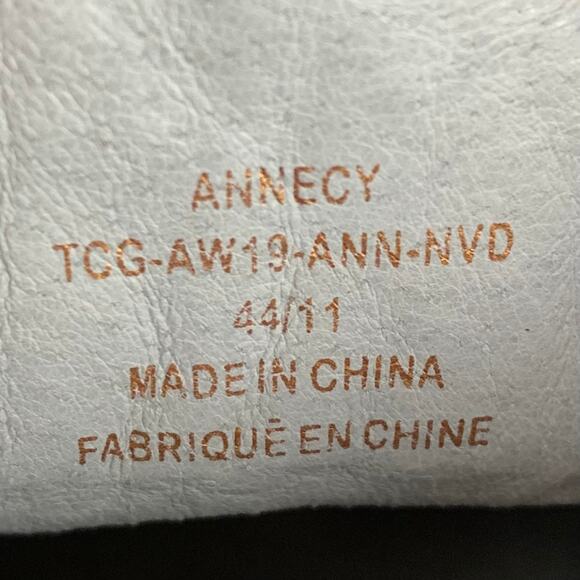 ANNECY
TCG-AW19-ANN-NVD
44/11
MADE IN CHINA
FABRIQUÉ EN CHINE